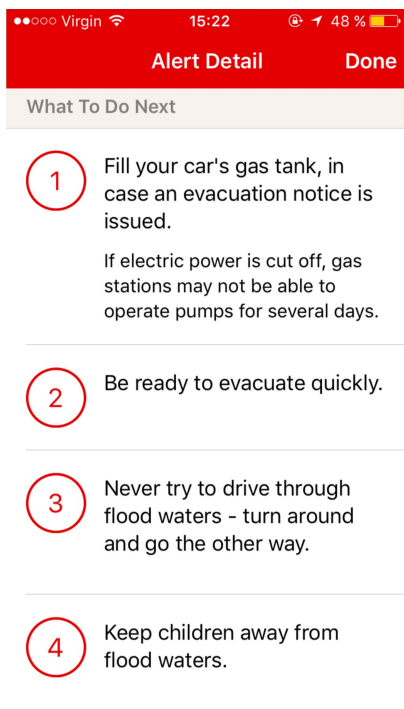 Virgin 15:22 48 %
Alert Detail Done
What To Do Next
1 Fill your car's gas tank, in
case an evacuation notice is
issued.
If electric power is cut off, gas
stations may not be able to
operate pumps for several days.
2 Be ready to evacuate quickly.
3 Never try to drive through
flood waters - turn around
and go the other way.
4 Keep children away from
flood waters.